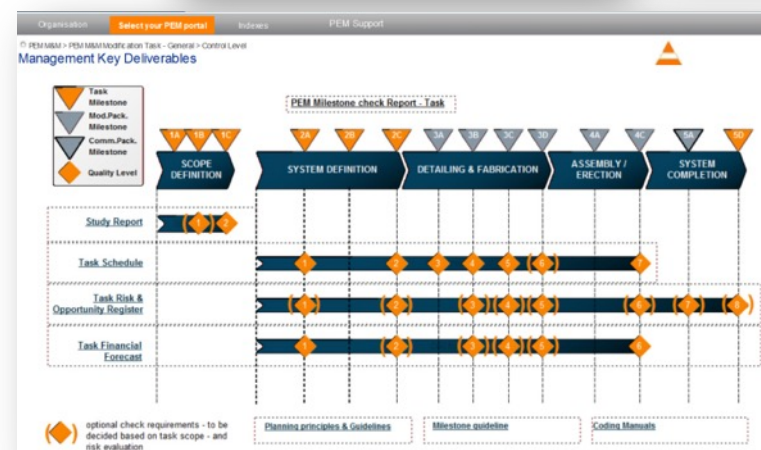 Organisation Select your PEM portal Indexes PEM Support
PEM M&M > PEM M&M Modification Task - General > Control Level
Management Key Deliverables
Task
Milestone
Mod.Pack.
Milestone
Comm.Pack.
Milestone
Quality Level
PEM Milestone check Report - Task
1A 1B 1C 2A 2B 2C 3A 3B 3C 3D 4A 4C 5A 5D
SCOPE
DEFINITION
SYSTEM DEFINITION
DETAILING & FABRICATION
ASSEMBLY /
ERECTION
SYSTEM
COMPLETION
Study Report
1 2
Task Schedule
1 2 3 4 5 6 7
Task Risk &
Opportunity Register
1 2 3 4 5 6 7 8
Task Financial
Forecast
1 2 3 4 5 6
optional check requirements - to be
decided based on task scope - and
risk evaluation
Planning principles & Guidelines
Milestone guideline
Coding Manuals